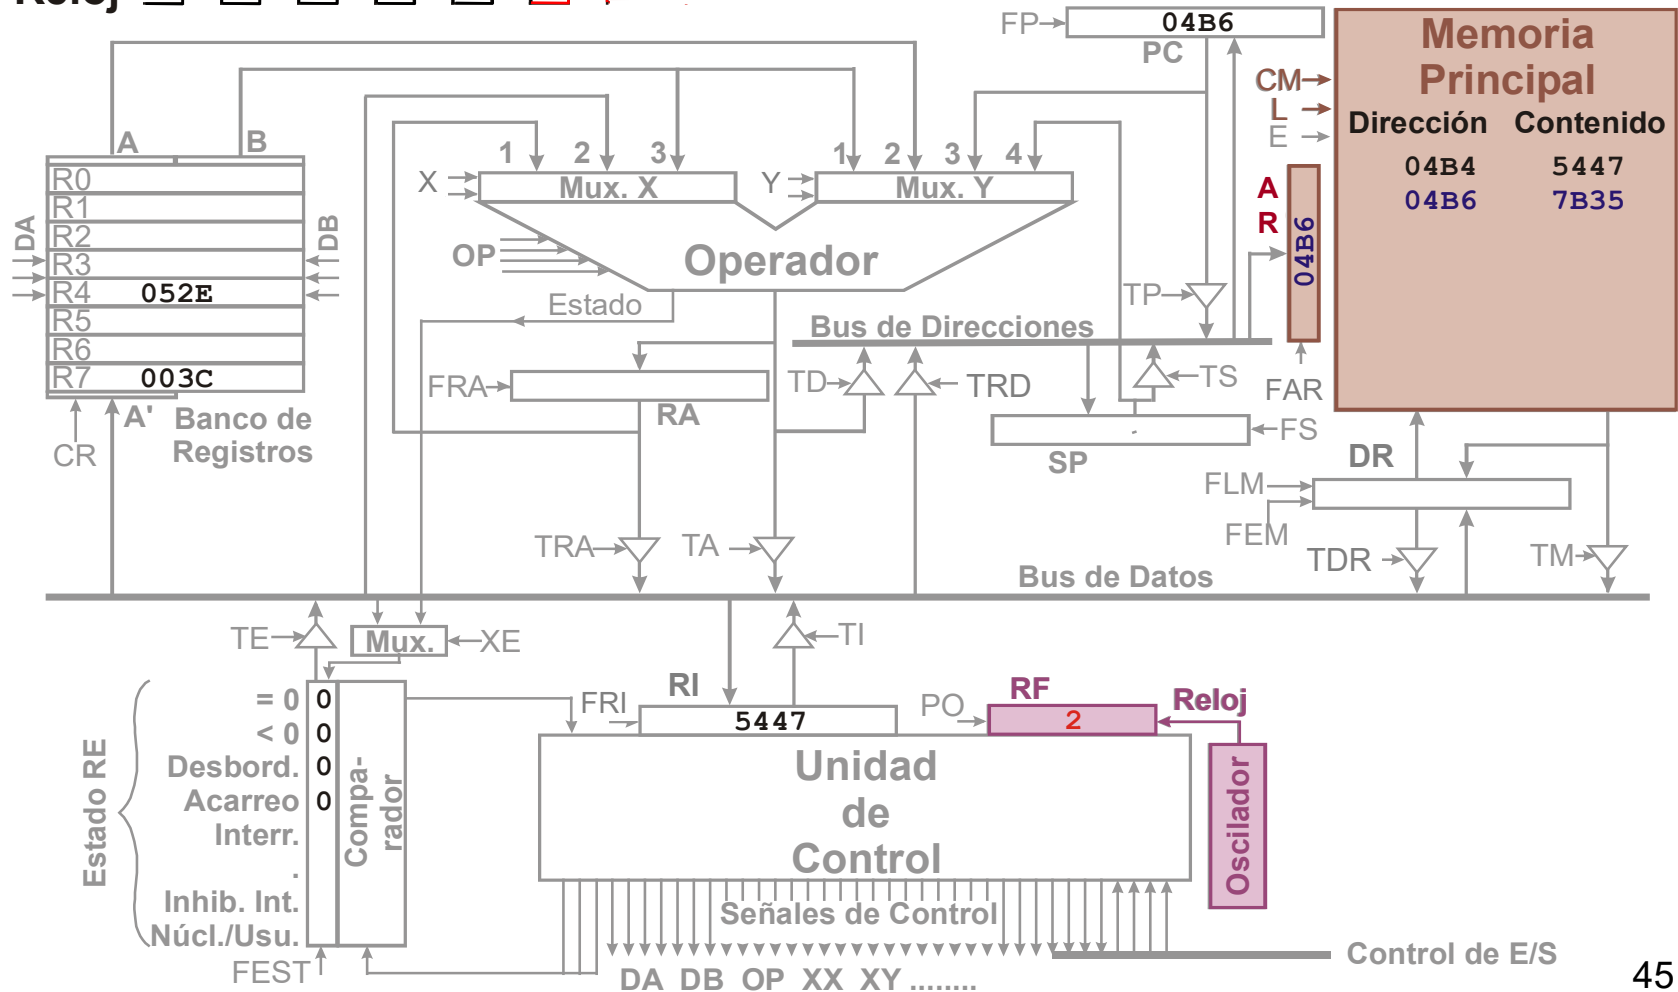 Reloj
FP
04B6
PC
Memoria
Principal
CM
L
E
Dirección Contenido
04B4 5447
04B6 7B35
A B
1 2 3
1 2 3 4
X
Mux. X
Y
Mux. Y
A
R
04B6
FAR
R0
R1
R2
R3
R4 052E
R5
R6
R7 003C
DA
DB
OP
Operador
Estado
TP
Bus de Direcciones
FRA
RA
TD
TRD
TS
FS
SP
A'
Banco de
Registros
CR
DR
FLM
FEM
TRA
TA
TDR
TM
Bus de Datos
TE
Mux.
XE
TI
FRI
RI
5447
PO
RF
2
Reloj
Oscilador
Estado RE
= 0 0
< 0 0
Desbord. 0
Acarreo 0
Interr.
.
Inhib. Int.
Núcl./Usu.
Compa-
rador
FEST
Unidad
de
Control
Señales de Control
DA DB OP XX XY ........
Control de E/S
45